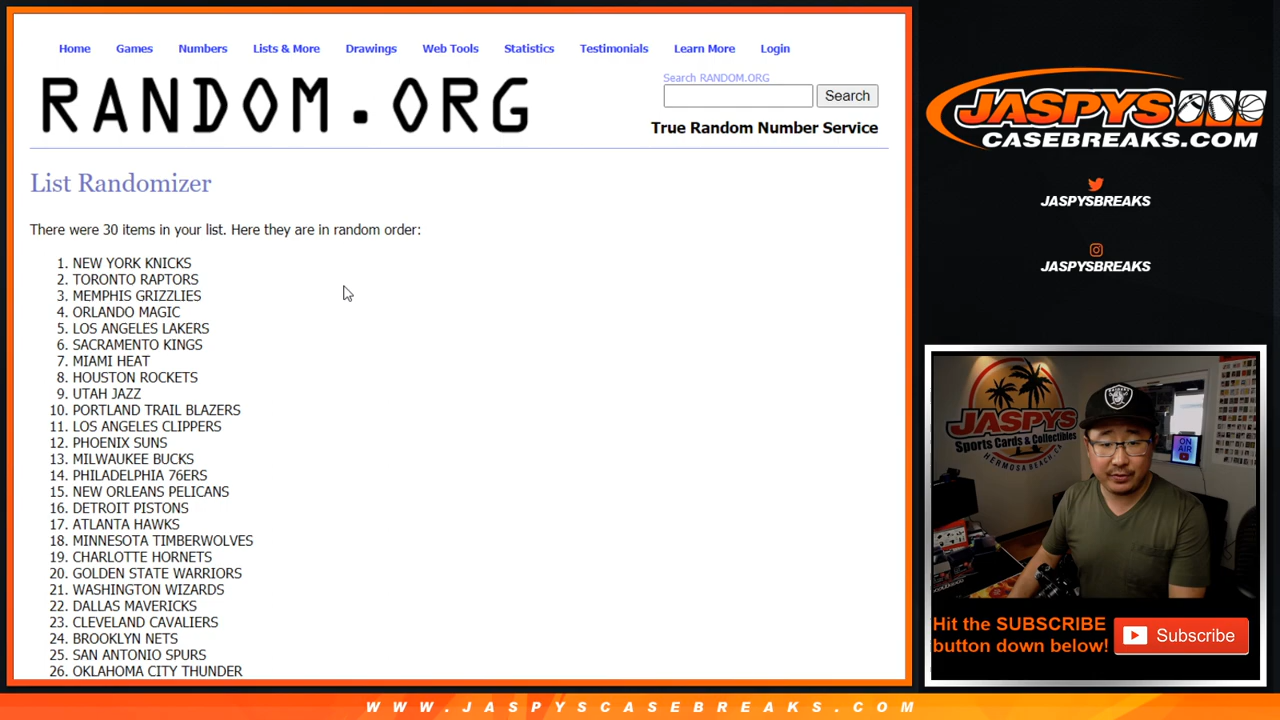 Home Games Numbers Lists & More Drawings Web Tools Statistics Testimonials Learn More Login
RANDOM.ORG
Search RANDOM.ORG
Search
True Random Number Service
List Randomizer
There were 30 items in your list. Here they are in random order:
1. NEW YORK KNICKS
2. TORONTO RAPTORS
3. MEMPHIS GRIZZLIES
4. ORLANDO MAGIC
5. LOS ANGELES LAKERS
6. SACRAMENTO KINGS
7. MIAMI HEAT
8. HOUSTON ROCKETS
9. UTAH JAZZ
10. PORTLAND TRAIL BLAZERS
11. LOS ANGELES CLIPPERS
12. PHOENIX SUNS
13. MILWAUKEE BUCKS
14. PHILADELPHIA 76ERS
15. NEW ORLEANS PELICANS
16. DETROIT PISTONS
17. ATLANTA HAWKS
18. MINNESOTA TIMBERWOLVES
19. CHARLOTTE HORNETS
20. GOLDEN STATE WARRIORS
21. WASHINGTON WIZARDS
22. DALLAS MAVERICKS
23. CLEVELAND CAVALIERS
24. BROOKLYN NETS
25. SAN ANTONIO SPURS
26. OKLAHOMA CITY THUNDER
JASPYS
CASEBREAKS.COM
JASPYSBREAKS
JASPYSBREAKS
JASPYS
Sports Cards & Collectibles
HERMOSA BEACH CA
RAIDERS
ON AIR
Hit the SUBSCRIBE
button down below!
Subscribe
WWW.JASPYSCASEBREAKS.COM